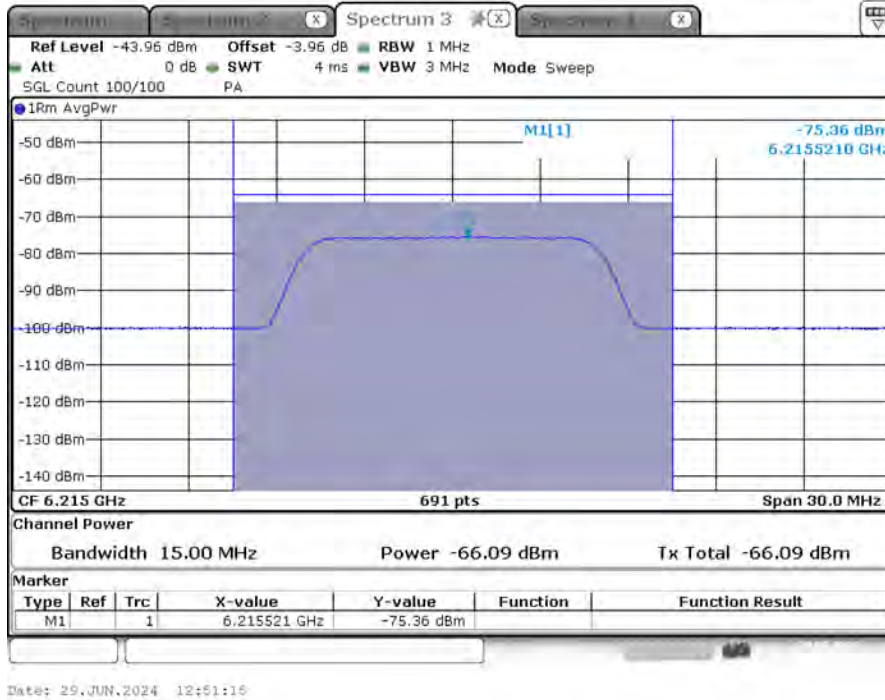 Spectrum 3 X
Ref Level -43.96 dBm Offset -3.96 dB RBW 1 MHz
Att 0 dB SWT 4 ms VBW 3 MHz Mode Sweep
SGL Count 100/100 PA
1Rm AvgPwr
M1[1] -75.36 dBm
6.2155210 GHz
-50 dBm
-60 dBm
-70 dBm
-80 dBm
-90 dBm
-100 dBm
-110 dBm
-120 dBm
-130 dBm
-140 dBm
CF 6.215 GHz 691 pts Span 30.0 MHz
Channel Power
Bandwidth 15.00 MHz Power -66.09 dBm Tx Total -66.09 dBm
Marker
Type Ref Trc X-value Y-value Function Function Result
M1 1 6.215521 GHz -75.36 dBm
Date: 29.JUN.2024 12:51:16